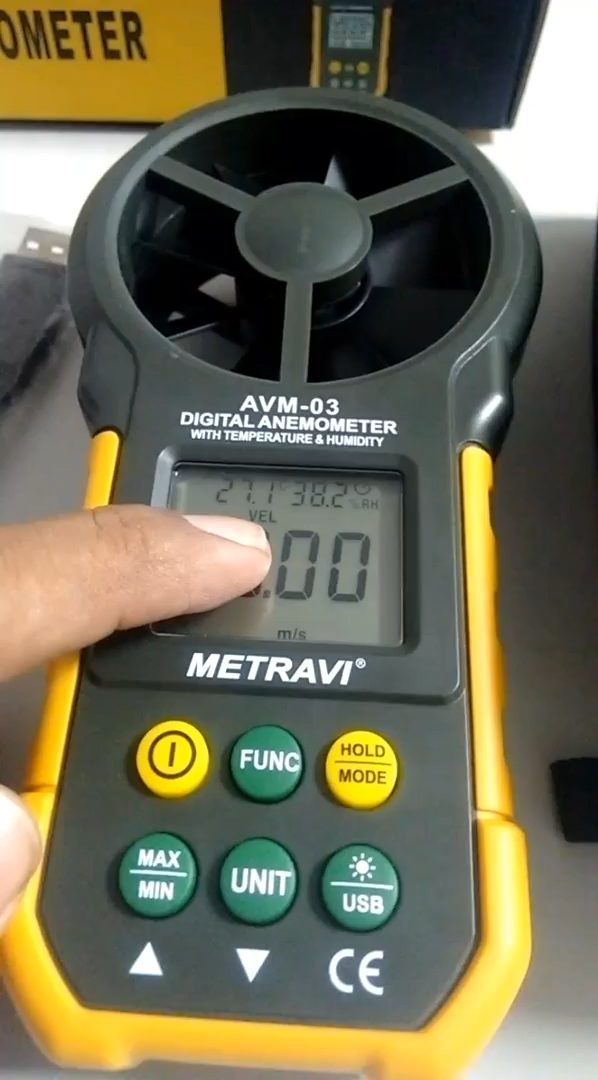 OMETER
AVM-03
DIGITAL ANEMOMETER
WITH TEMPERATURE & HUMIDITY
27.1°C 38.2 %RH
VEL
.00
m/s
METRAVI®
FUNC
HOLD
MODE
MAX
MIN
UNIT
USB
CE